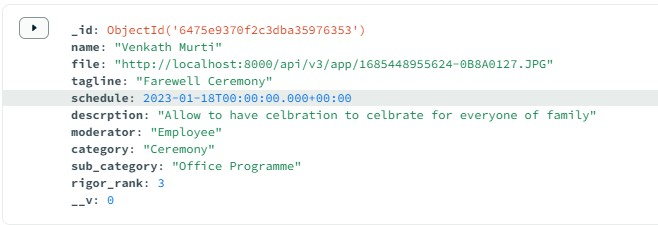 _id: ObjectId('6475e9370f2c3dba35976353')
name: "Venkath Murti"
file: "http://localhost:8000/api/v3/app/1685448955624-0B8A0127.JPG"
tagline: "Farewell Ceremony"
schedule: 2023-01-18T00:00:00.000+00:00
descrption: "Allow to have celbration to celbrate for everyone of family"
moderator: "Employee"
category: "Ceremony"
sub_category: "Office Programme"
rigor_rank: 3
__v: 0